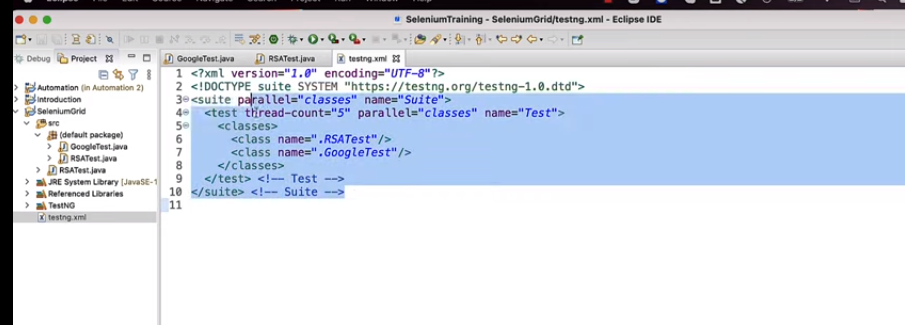 SeleniumTraining - SeleniumGrid/testng.xml - Eclipse IDE
Debug
Project
GoogleTest.java
RSATest.java
testng.xml
Automation (in Automation 2)
Introduction
SeleniumGrid
src
(default package)
GoogleTest.java
RSATest.java
RSATest.java
JRE System Library [JavaSE-1
Referenced Libraries
TestNG
testng.xml
1 <?xml version="1.0" encoding="UTF-8"?>
2 <!DOCTYPE suite SYSTEM "https://testng.org/testng-1.0.dtd">
3 <suite parallel="classes" name="Suite">
4 <test thread-count="5" parallel="classes" name="Test">
5 <classes>
6 <class name=".RSATest"/>
7 <class name=".GoogleTest"/>
8 </classes>
9 </test> <!-- Test -->
10 </suite> <!-- Suite -->
11